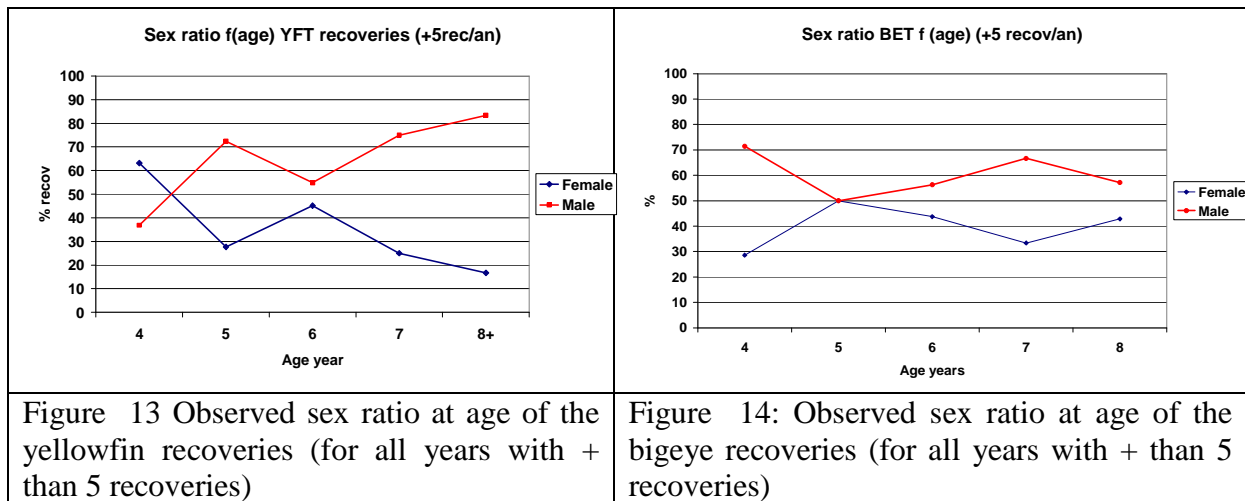 Sex ratio f(age) YFT recoveries (+5rec/an)
100
90
80
70
60
50
40
30
20
10
0
% recov
4 5 6 7 8+
Age year
Female
Male
Sex ratio BET f (age) (+5 recov/an)
100
90
80
70
60
50
40
30
20
10
0
%
4 5 6 7 8
Age years
Female
Male
Figure 13 Observed sex ratio at age of the
yellowfin recoveries (for all years with +
than 5 recoveries)
Figure 14: Observed sex ratio at age of the
bigeye recoveries (for all years with + than 5
recoveries)